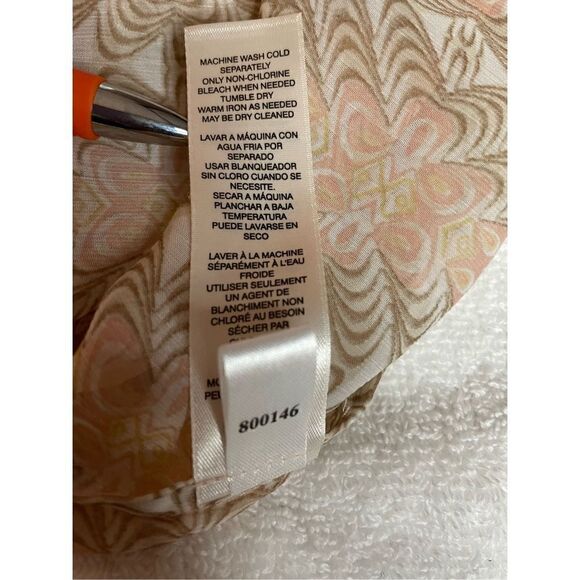 MACHINE WASH COLD
SEPARATELY
ONLY NON-CHLORINE
BLEACH WHEN NEEDED
TUMBLE DRY
WARM IRON AS NEEDED
MAY BE DRY CLEANED
LAVAR A MÁQUINA CON
AGUA FRIA POR
SEPARADO
USAR BLANQUEADOR
SIN CLORO CUANDO SE
NECESITE.
SECAR A MÁQUINA
PLANCHAR A BAJA
TEMPERATURA
PUEDE LAVARSE EN
SECO
LAVER À LA MACHINE
SÉPARÉMENT À L'EAU
FROIDE
UTILISER SEULEMENT
UN AGENT DE
BLANCHIMENT NON
CHLORÉ AU BESOIN
SÉCHER PAR
800146